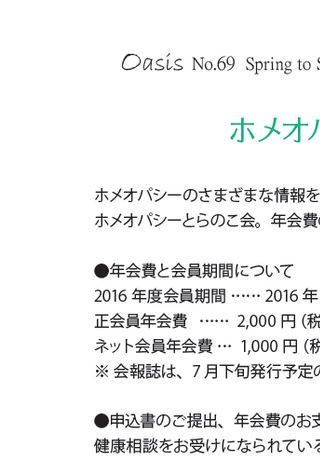 Oasis No.69 Spring to S
ホメオパ
ホメオパシーのさまざまな情報を
ホメオパシーとらのこ会。年会費の
●年会費と会員期間について
2016 年度会員期間 …… 2016 年
正会員年会費 …… 2,000 円（税
ネット会員年会費 … 1,000 円（税
※ 会報誌は、7 月下旬発行予定の
●申込書のご提出、年会費のお支
健康相談をお受けになられている